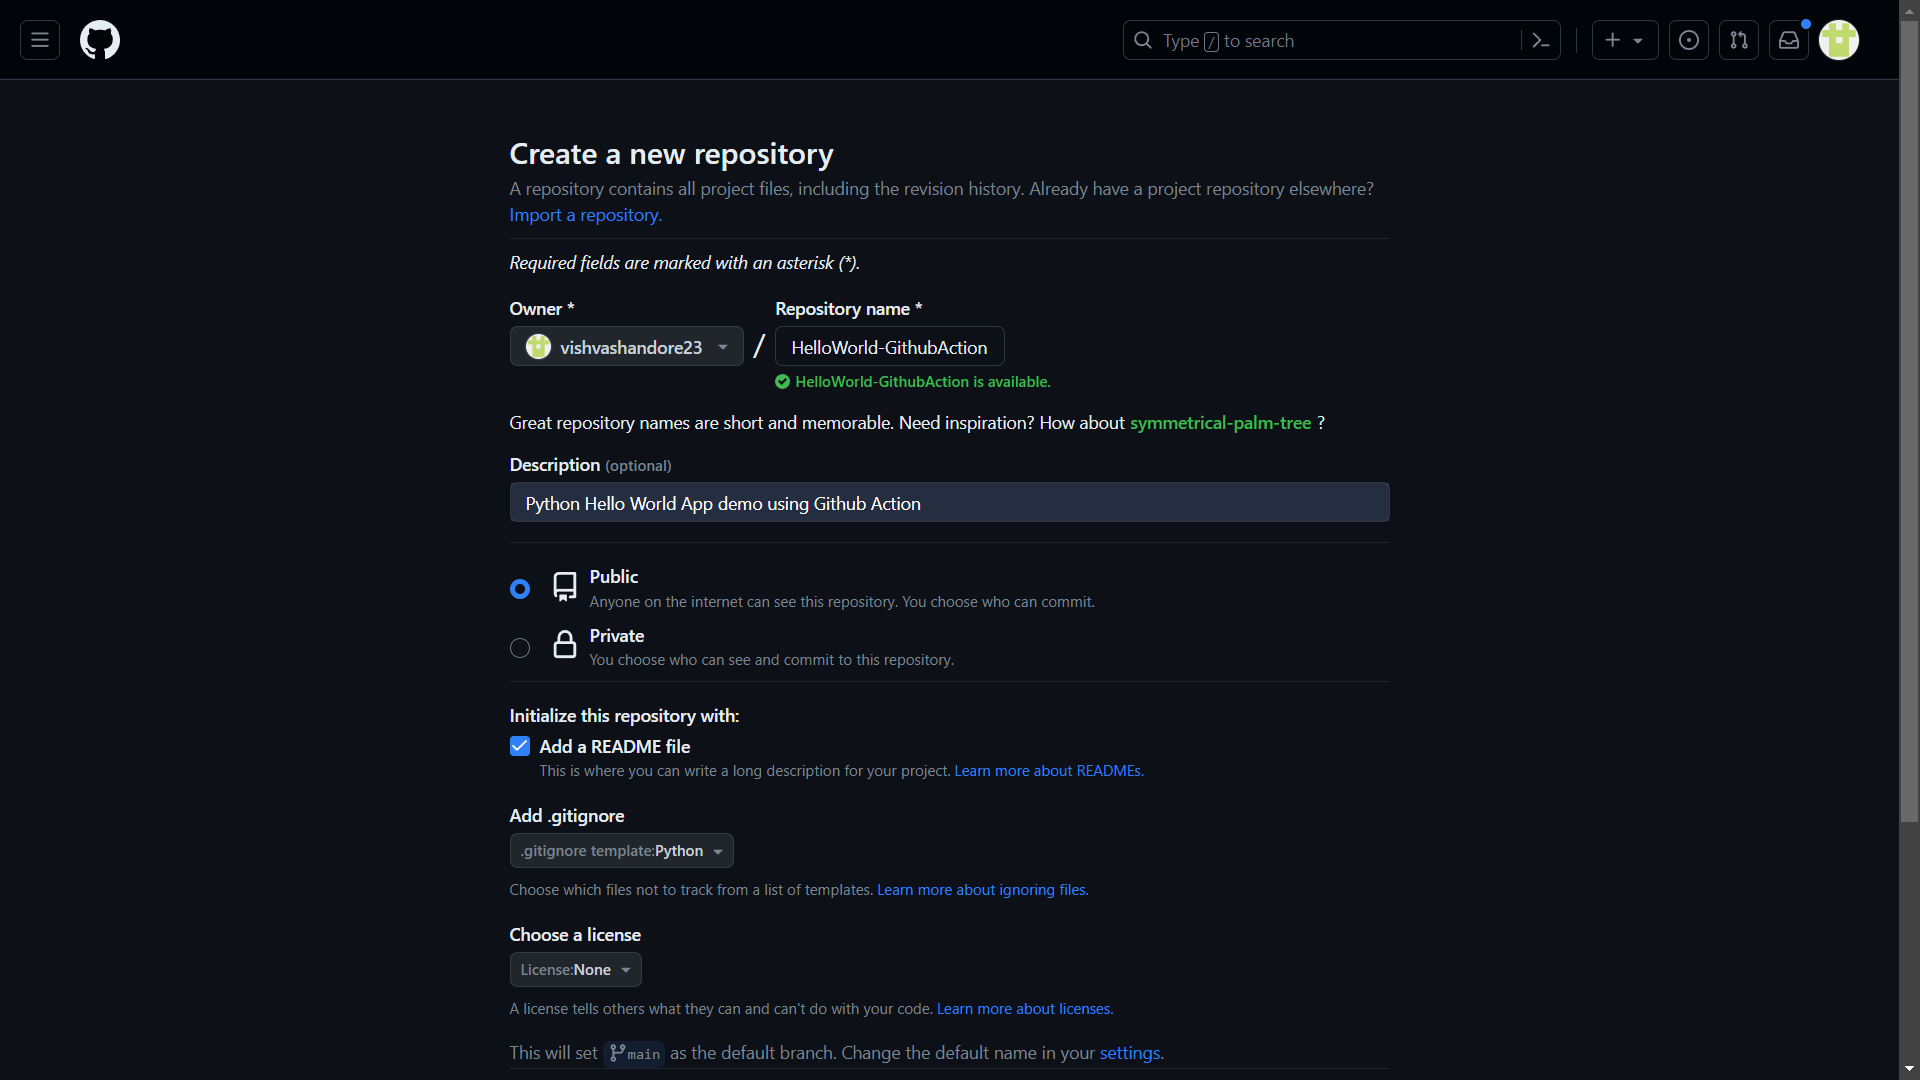 Type / to search
Create a new repository
A repository contains all project files, including the revision history. Already have a project repository elsewhere?
Import a repository.
Required fields are marked with an asterisk (*).
Owner * Repository name *
vishvashandore23 / HelloWorld-GithubAction
HelloWorld-GithubAction is available.
Great repository names are short and memorable. Need inspiration? How about symmetrical-palm-tree ?
Description (optional)
Python Hello World App demo using Github Action
Public
Anyone on the internet can see this repository. You choose who can commit.
Private
You choose who can see and commit to this repository.
Initialize this repository with:
Add a README file
This is where you can write a long description for your project. Learn more about READMEs.
Add .gitignore
.gitignore template:Python
Choose which files not to track from a list of templates. Learn more about ignoring files.
Choose a license
License:None
A license tells others what they can and can't do with your code. Learn more about licenses.
This will set main as the default branch. Change the default name in your settings.